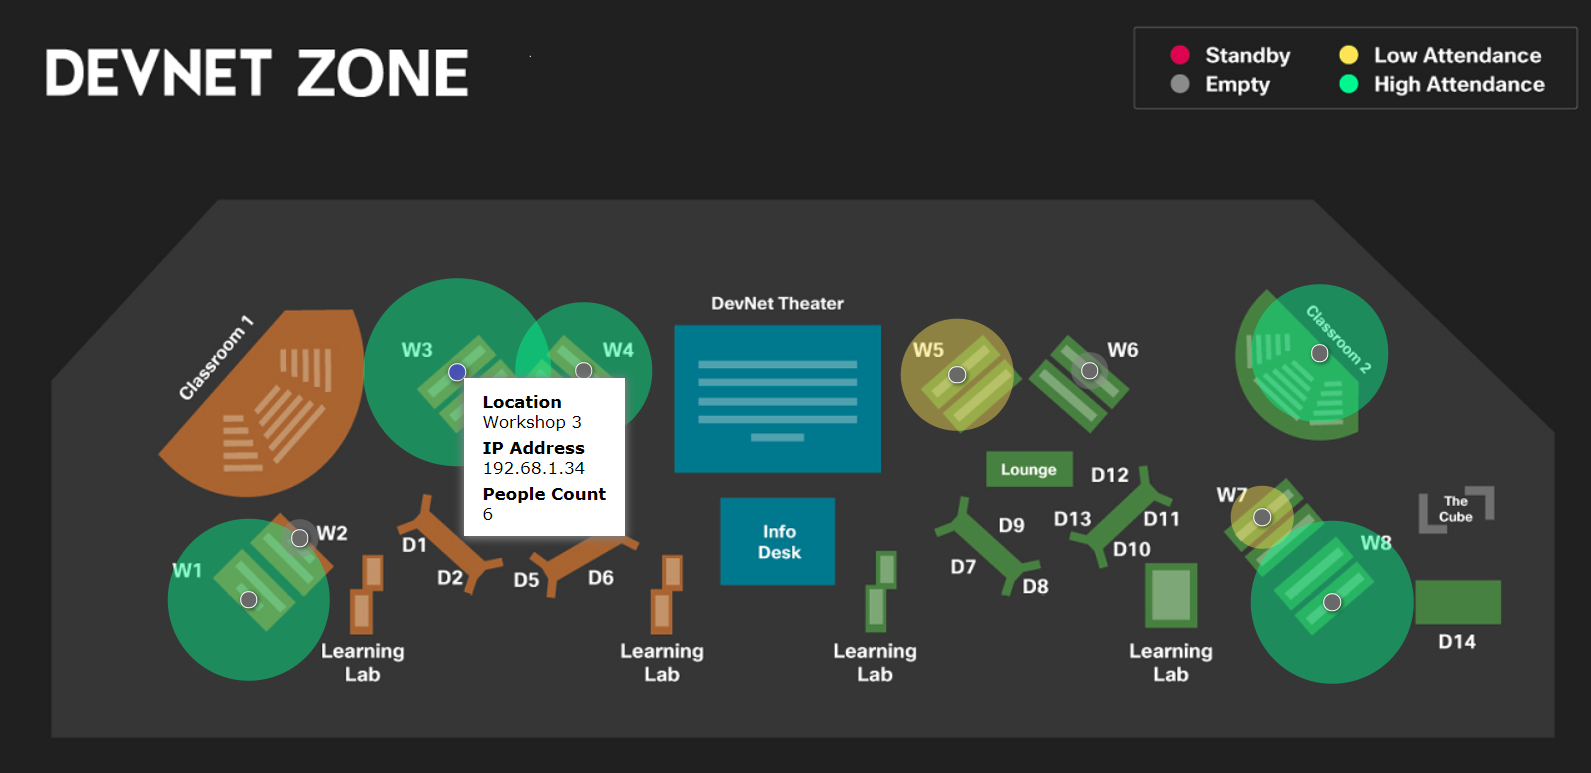 DEVNET ZONE
Standby
Low Attendance
Empty
High Attendance
DevNet Theater
Classroom 1
W3
W4
W5
W6
Classroom 2
Location
Workshop 3
IP Address
192.68.1.34
People Count
6
Lounge
D12
W7
The
Cube
D9
D13
D11
W2
D1
Info
Desk
W8
D10
W1
D2
D5
D6
D7
D8
D14
Learning
Lab
Learning
Lab
Learning
Lab
Learning
Lab